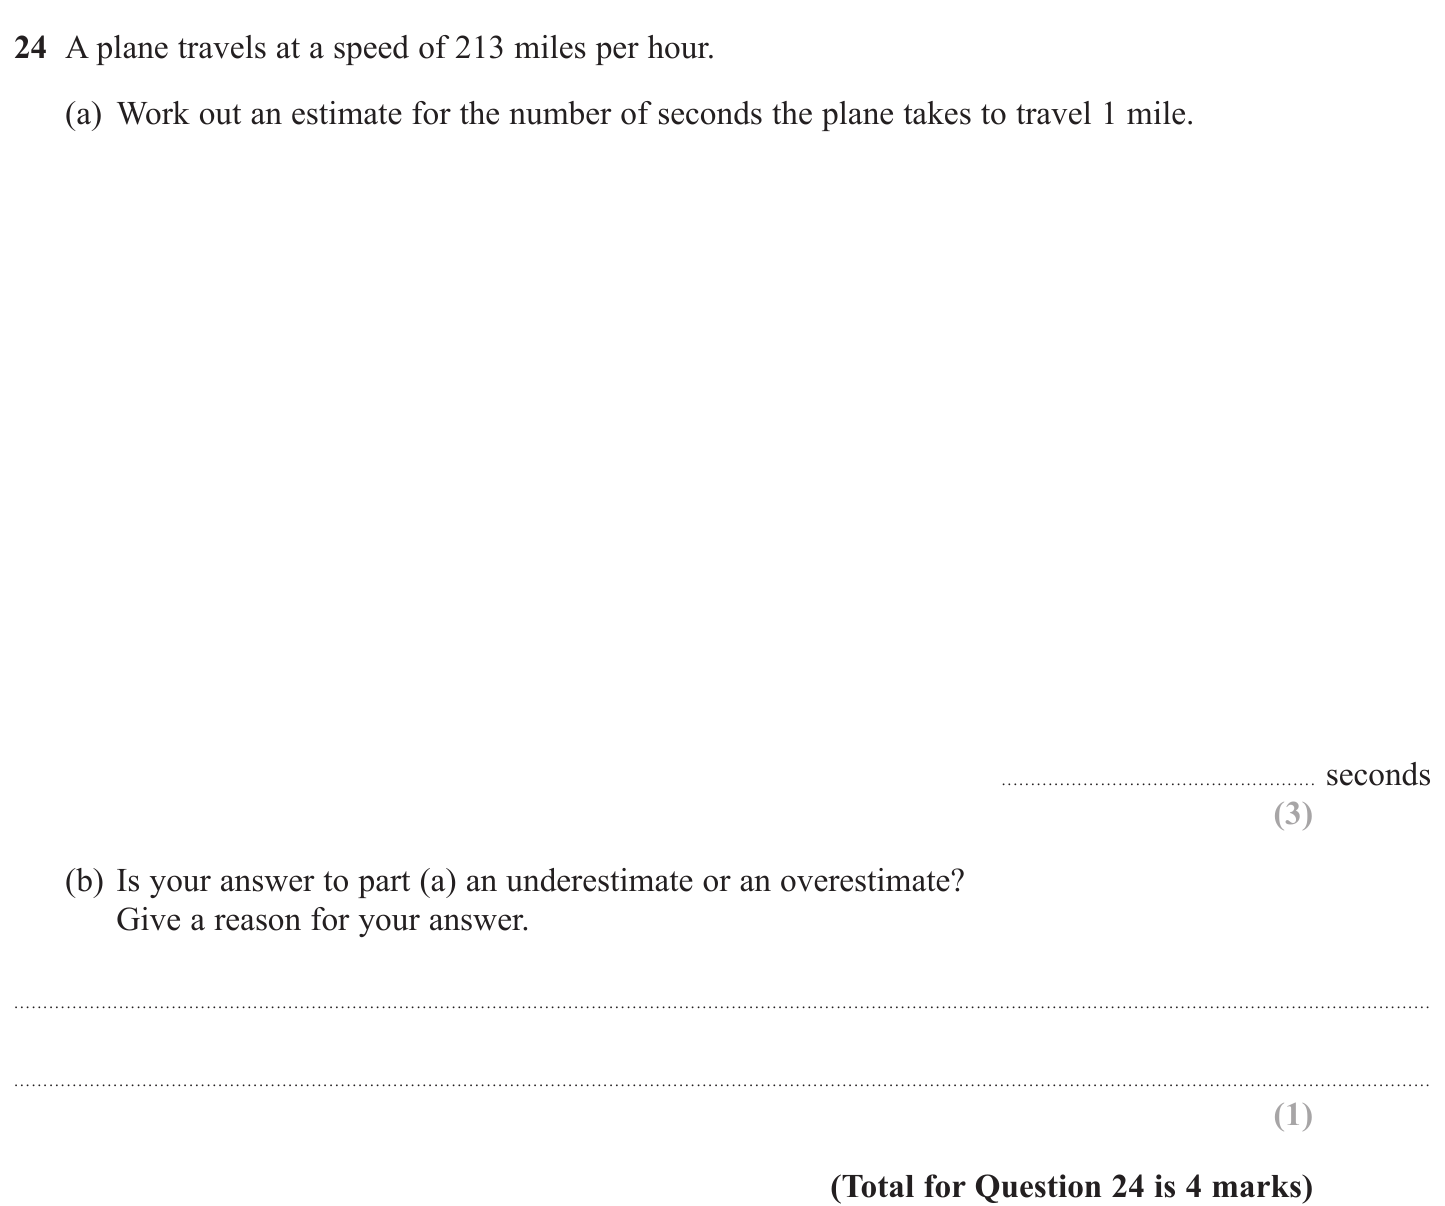 24 A plane travels at a speed of 213 miles per hour.
(a) Work out an estimate for the number of seconds the plane takes to travel 1 mile.
seconds
(3)
(b) Is your answer to part (a) an underestimate or an overestimate?
Give a reason for your answer.
(1)
(Total for Question 24 is 4 marks)